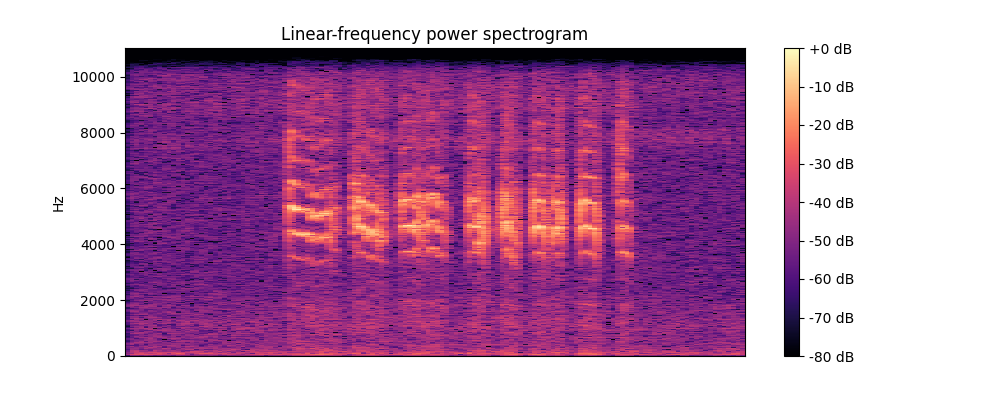 Linear-frequency power spectrogram
10000
8000
6000
4000
2000
0
Hz
+0 dB
-10 dB
-20 dB
-30 dB
-40 dB
-50 dB
-60 dB
-70 dB
-80 dB